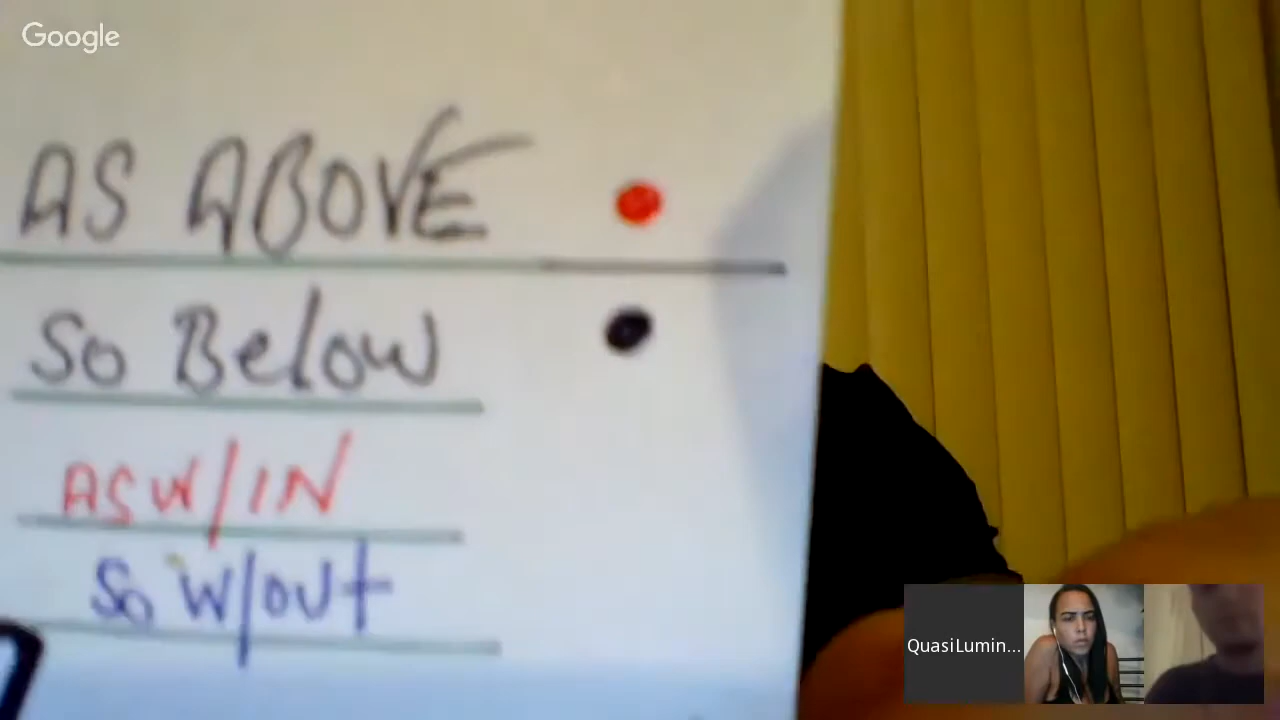 Google
AS ABOVE
So Below
AS W/IN
So W/OUT
QuasiLumin...